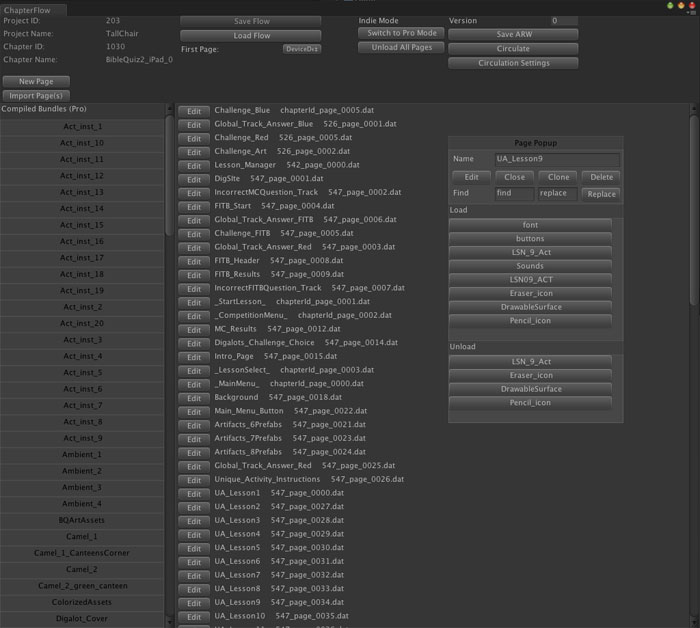 ChapterFlow
Project ID: 203
Project Name: TallChair
Chapter ID: 1030
Chapter Name: BibleQuiz2_iPad_0
Save Flow
Load Flow
First Page:
Indie Mode
Switch to Pro Mode
Unload All Pages
Version 0
Save ARW
Circulate
Circulation Settings
New Page
Import Page(s)
Compiled Bundles (Pro)
Act_inst_1
Act_inst_10
Act_inst_11
Act_inst_12
Act_inst_13
Act_inst_14
Act_inst_15
Act_inst_16
Act_inst_17
Act_inst_18
Act_inst_19
Act_inst_2
Act_inst_20
Act_inst_3
Act_inst_4
Act_inst_5
Act_inst_6
Act_inst_7
Act_inst_8
Act_inst_9
Ambient_1
Ambient_2
Ambient_3
Ambient_4
BQArtAssets
Camel_1
Camel_1_CanteensCorner
Camel_2
Camel_2_green_canteen
ColorizedAssets
Digalot_Cover
Edit Challenge_Blue chapterId_page_0005.dat
Edit Global_Track_Answer_Blue 526_page_0001.dat
Edit Challenge_Red 526_page_0005.dat
Edit Challenge_Art 526_page_0002.dat
Edit Lesson_Manager 542_page_0000.dat
Edit DigSIte 547_page_0001.dat
Edit IncorrectMCQuestion_Track 547_page_0002.dat
Edit FITB_Start 547_page_0004.dat
Edit Global_Track_Answer_FITB 547_page_0006.dat
Edit Challenge_FITB 547_page_0005.dat
Edit Global_Track_Answer_Red 547_page_0003.dat
Edit FITB_Header 547_page_0008.dat
Edit FITB_Results 547_page_0009.dat
Edit IncorrectFITBQuestion_Track 547_page_0007.dat
Edit _StartLesson_ chapterId_page_0001.dat
Edit _CompetitionMenu_ chapterId_page_0002.dat
Edit MC_Results 547_page_0012.dat
Edit Digalots_Challenge_Choice 547_page_0014.dat
Edit Intro_Page 547_page_0015.dat
Edit _LessonSelect_ chapterId_page_0003.dat
Edit _MainMenu_ chapterId_page_0000.dat
Edit Background 547_page_0018.dat
Edit Main_Menu_Button 547_page_0022.dat
Edit Artifacts_6Prefabs 547_page_0021.dat
Edit Artifacts_7Prefabs 547_page_0023.dat
Edit Artifacts_8Prefabs 547_page_0024.dat
Edit Global_Track_Answer_Red 547_page_0025.dat
Edit Unique_Activity_Instructions 547_page_0026.dat
Edit UA_Lesson1 547_page_0000.dat
Edit UA_Lesson2 547_page_0027.dat
Edit UA_Lesson3 547_page_0028.dat
Edit UA_Lesson4 547_page_0029.dat
Edit UA_Lesson5 547_page_0030.dat
Edit UA_Lesson6 547_page_0031.dat
Edit UA_Lesson7 547_page_0032.dat
Edit UA_Lesson8 547_page_0033.dat
Edit UA_Lesson9 547_page_0034.dat
Edit UA_Lesson10 547_page_0035.dat
Page Popup
Name UA_Lesson9
Edit Close Clone Delete
Find find replace Replace
Load
font
buttons
LSN_9_Act
Sounds
LSN09_ACT
Eraser_icon
DrawableSurface
Pencil_icon
Unload
LSN_9_Act
Eraser_icon
DrawableSurface
Pencil_icon